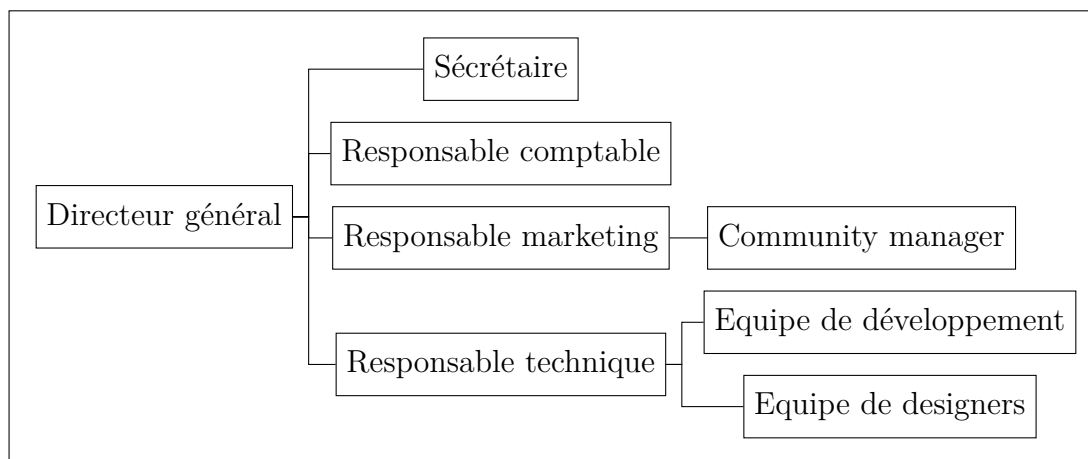 Sécrétaire
Responsable comptable
Directeur général
Responsable marketing
Community manager
Equipe de développement
Responsable technique
Equipe de designers